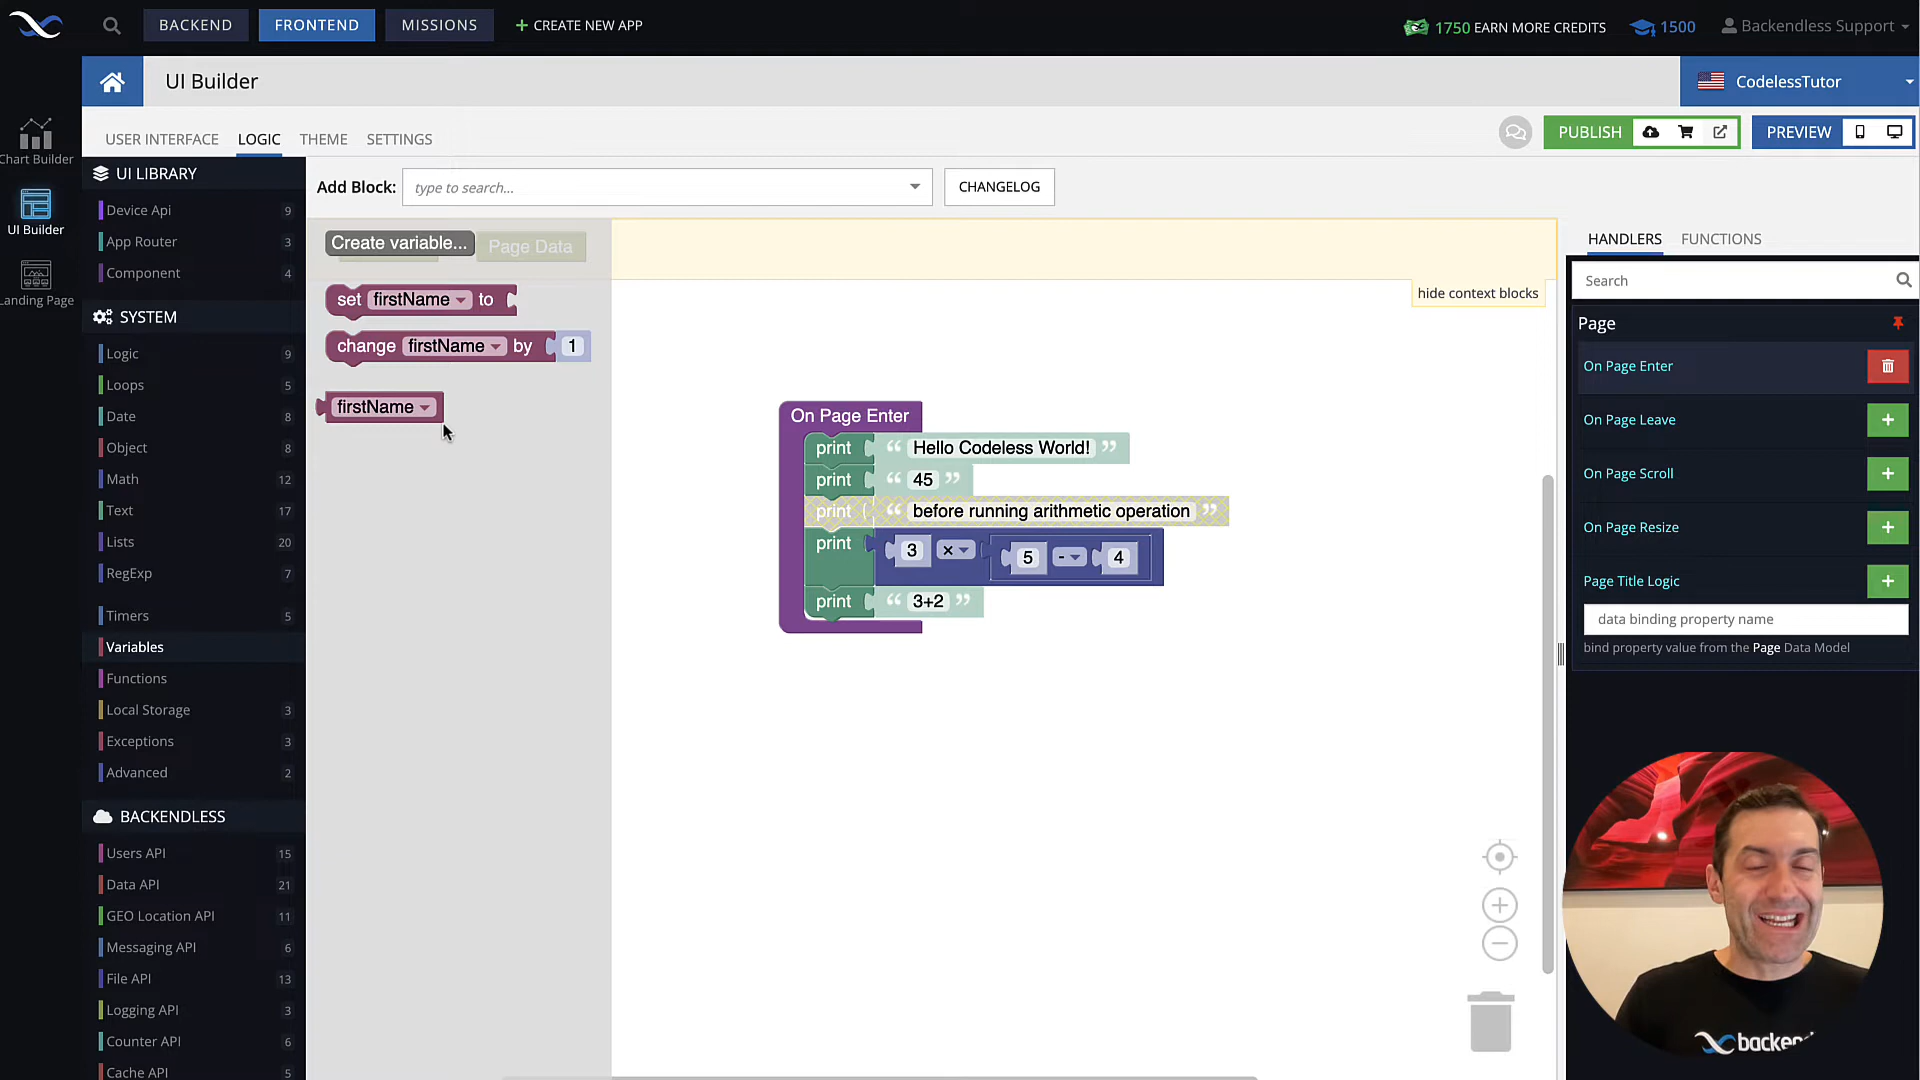 BACKEND
FRONTEND
MISSIONS
+ CREATE NEW APP
1750 EARN MORE CREDITS
1500
Backendless Support
UI Builder
CodelessTutor
USER INTERFACE
LOGIC
THEME
SETTINGS
PUBLISH
PREVIEW
Chart Builder
UI Builder
Landing Page
UI LIBRARY
Device Api 9
App Router 3
Component 4
SYSTEM
Logic 9
Loops 5
Date 8
Object 8
Math 12
Text 17
Lists 20
RegExp 7
Timers 5
Variables
Functions
Local Storage 3
Exceptions 3
Advanced 2
BACKENDLESS
Users API 15
Data API 21
GEO Location API 11
Messaging API 6
File API 13
Logging API 3
Counter API 6
Cache API 5
Add Block:
type to search...
CHANGELOG
Create variable...
Page Data
set firstName to
change firstName by 1
firstName
hide context blocks
On Page Enter
print “ Hello Codeless World! ”
print “ 45 ”
print “ before running arithmetic operation ”
print 3 × 5 - 4
print “ 3+2 ”
HANDLERS
FUNCTIONS
Search
Page
On Page Enter
On Page Leave +
On Page Scroll +
On Page Resize +
Page Title Logic +
data binding property name
bind property value from the Page Data Model